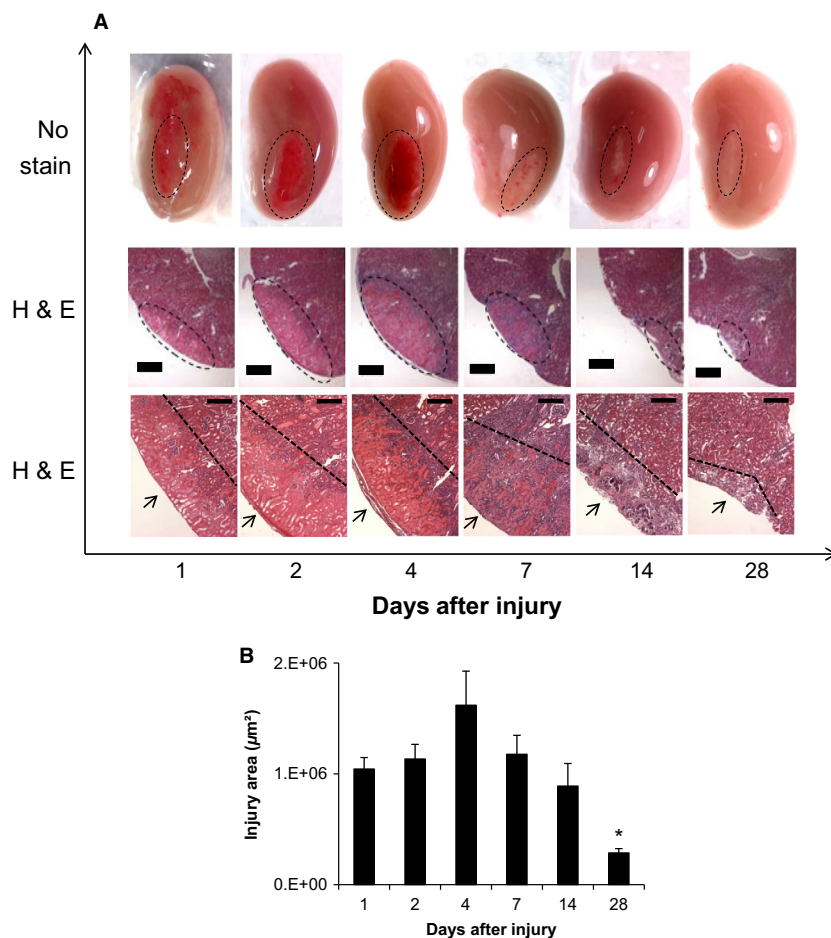 A
No
stain
H & E
H & E
1 2 4 7 14 28
Days after injury
B
2.E+06
1.E+06
0.E+00
Injury area (µm²)
*
1 2 4 7 14 28
Days after injury